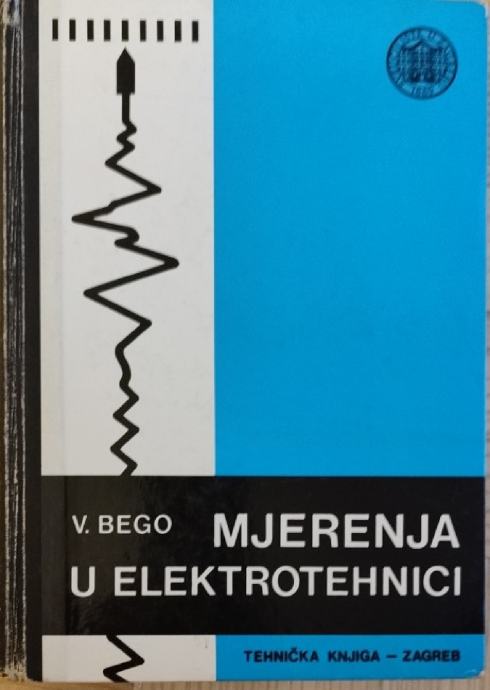 V. BEGO MJERENJA
U ELEKTROTEHNICI
TEHNIČKA KNJIGA – ZAGREB